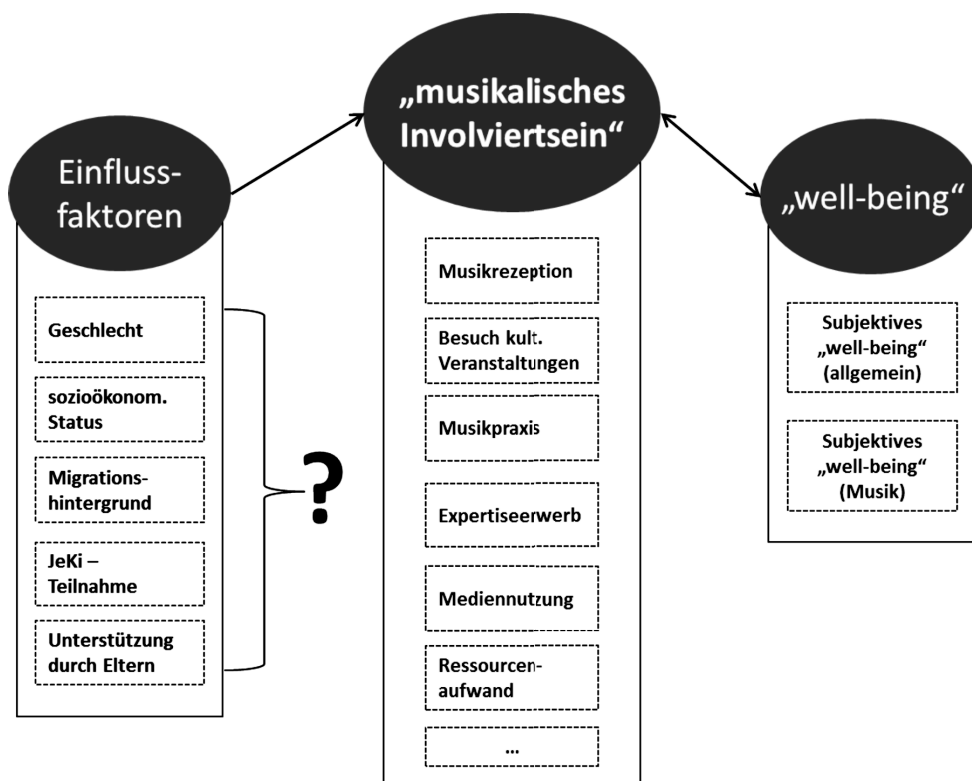 Einfluss-
faktoren
Geschlecht
sozioökonom.
Status
Migrations-
hintergrund
JeKi –
Teilnahme
Unterstützung
durch Eltern
?
„musikalisches
Involviertsein“
Musikrezeption
Besuch kult.
Veranstaltungen
Musikpraxis
Expertiseerwerb
Mediennutzung
Ressourcen-
aufwand
...
„well-being“
Subjektives
„well-being“
(allgemein)
Subjektives
„well-being“
(Musik)